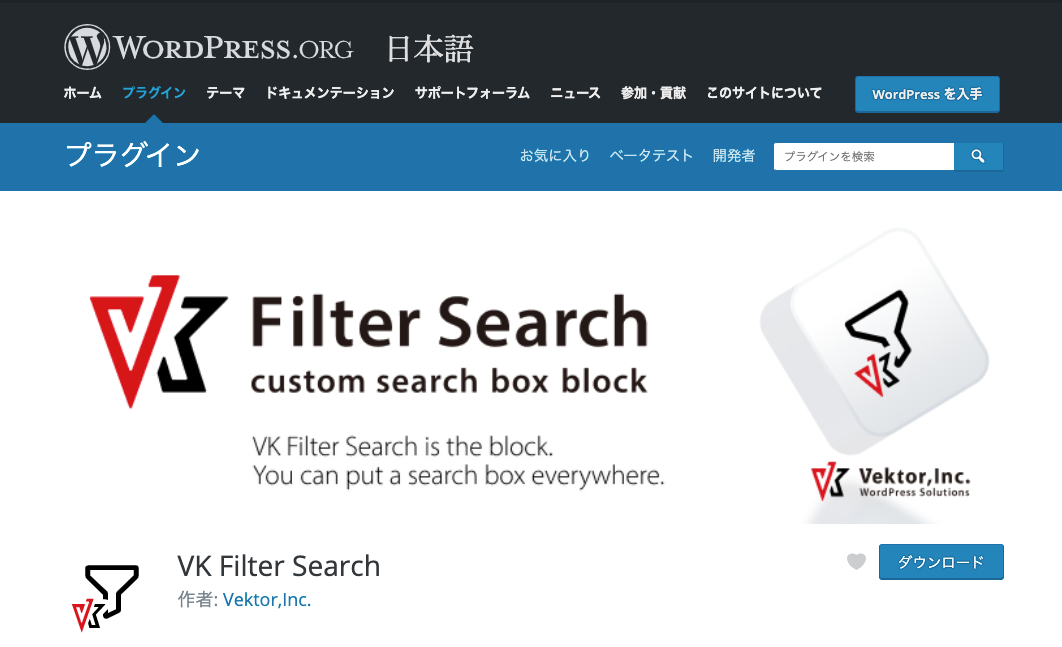 WORDPRESS.ORG 日本語
ホーム プラグイン テーマ ドキュメンテーション サポートフォーラム ニュース 参加・貢献 このサイトについて WordPress を入手
プラグイン お気に入り ベータテスト 開発者 プラグインを検索
VK Filter Search
custom search box block
VK Filter Search is the block.
You can put a search box everywhere.
VK Vektor,Inc.
WordPress Solutions
VK Filter Search
ダウンロード
作者: Vektor,Inc.